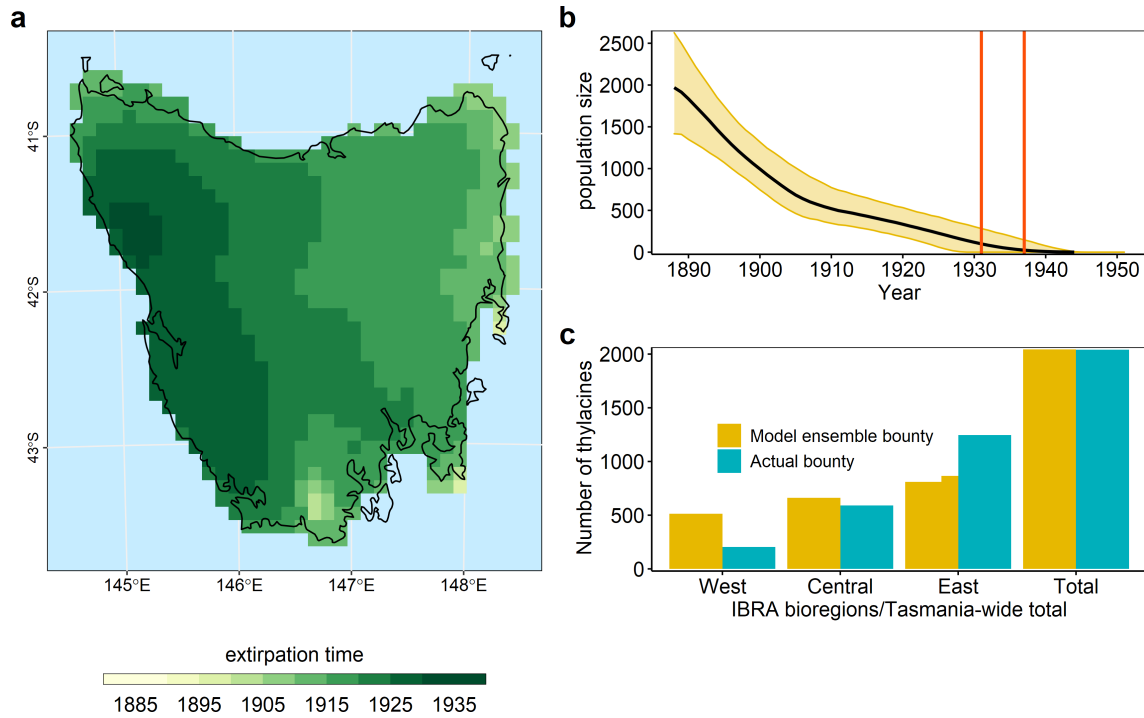 a
41°S
42°S
43°S
145°E 146°E 147°E 148°E
extirpation time
1885 1895 1905 1915 1925 1935
b
population size
2500
2000
1500
1000
500
0
1890 1900 1910 1920 1930 1940 1950
Year
c
Number of thylacines
2000
1500
1000
500
0
Model ensemble bounty
Actual bounty
West Central East Total
IBRA bioregions/Tasmania-wide total